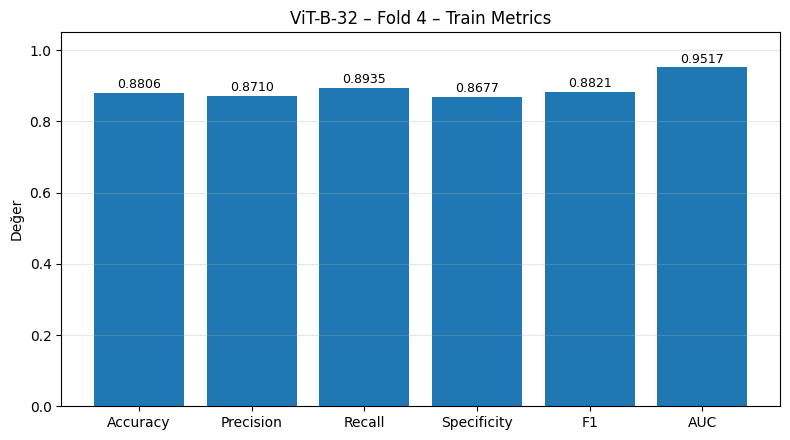 ViT-B-32 – Fold 4 – Train Metrics
Değer
1.0
0.8
0.6
0.4
0.2
0.0
0.8806
0.8710
0.8935
0.8677
0.8821
0.9517
Accuracy
Precision
Recall
Specificity
F1
AUC